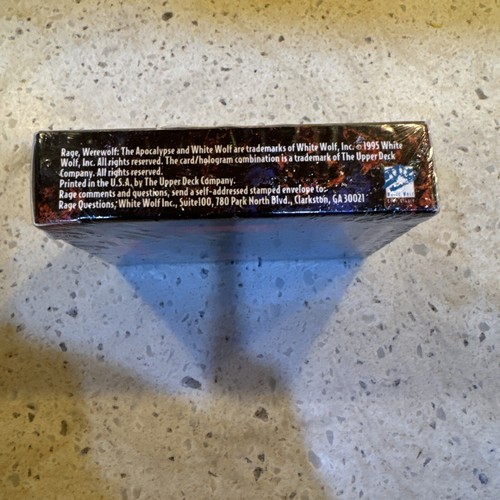 Rage, Werewolf: The Apocalypse and White Wolf are trademarks of White Wolf, Inc. © 1995 White
Wolf, Inc. All rights reserved. The card/hologram combination is a trademark of The Upper Deck
Company. All rights reserved.
Printed in the U.S.A, by The Upper Deck Company.
Rage comments and questions, send a self-addressed stamped envelope to:
Rage Questions, White Wolf Inc., Suite100, 780 Park North Blvd., Clarkston, GA 30021